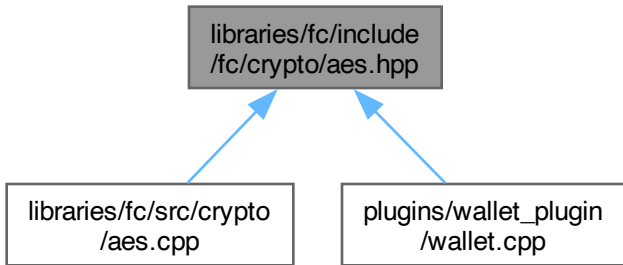 libraries/fc/include
/fc/crypto/aes.hpp
libraries/fc/src/crypto
/aes.cpp
plugins/wallet_plugin
/wallet.cpp